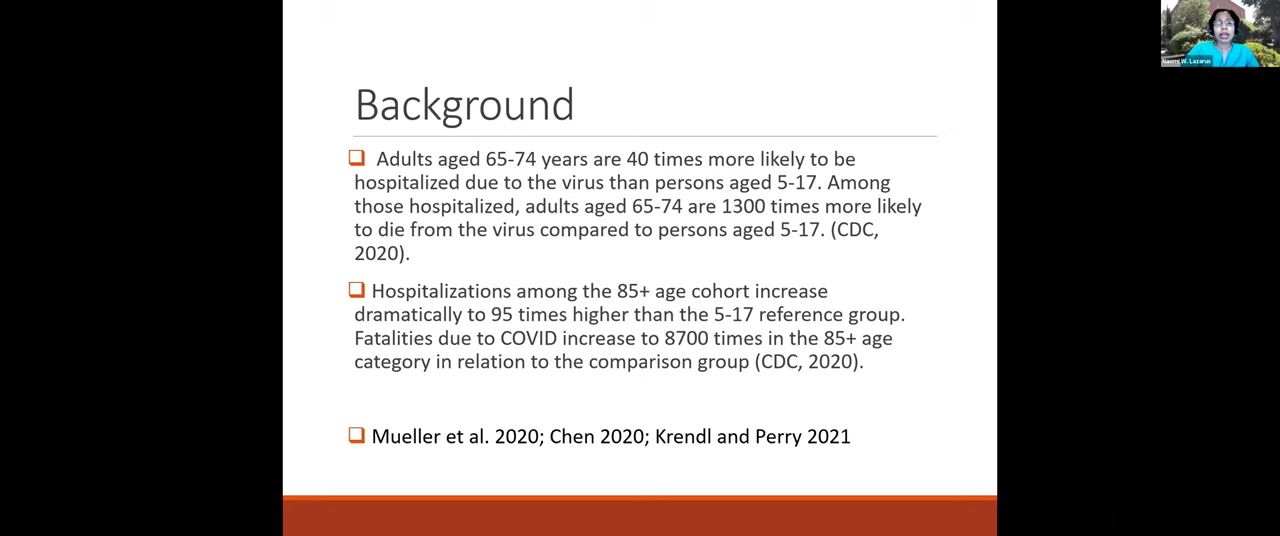 Background
Adults aged 65-74 years are 40 times more likely to be
hospitalized due to the virus than persons aged 5-17. Among
those hospitalized, adults aged 65-74 are 1300 times more likely
to die from the virus compared to persons aged 5-17. (CDC,
2020).
Hospitalizations among the 85+ age cohort increase
dramatically to 95 times higher than the 5-17 reference group.
Fatalities due to COVID increase to 8700 times in the 85+ age
category in relation to the comparison group (CDC, 2020).
Mueller et al. 2020; Chen 2020; Krendl and Perry 2021
Naomi W. Lazarus